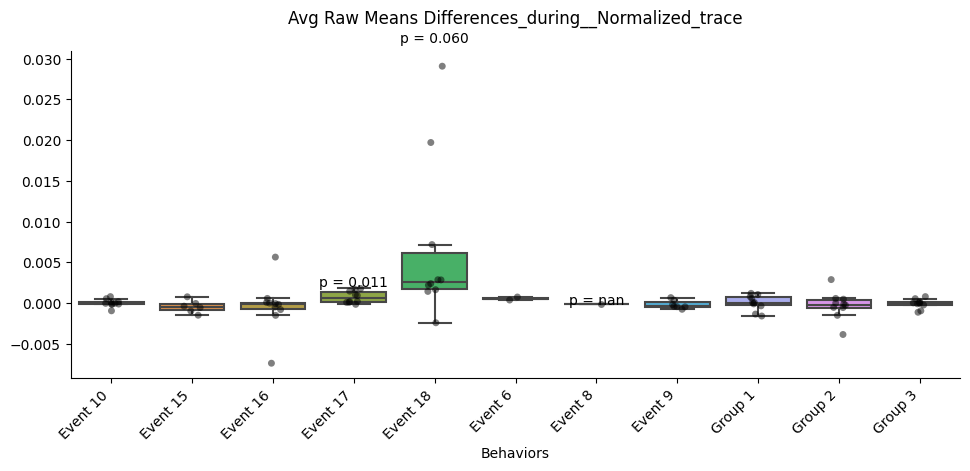 Avg Raw Means Differences_during__Normalized_trace
p = 0.060
0.030
0.025
0.020
0.015
0.010
0.005
p = 0.011
0.000
p = nan
−0.005
Event 10
Event 15
Event 16
Event 17
Event 18
Event 6
Event 8
Event 9
Group 1
Group 2
Group 3
Behaviors